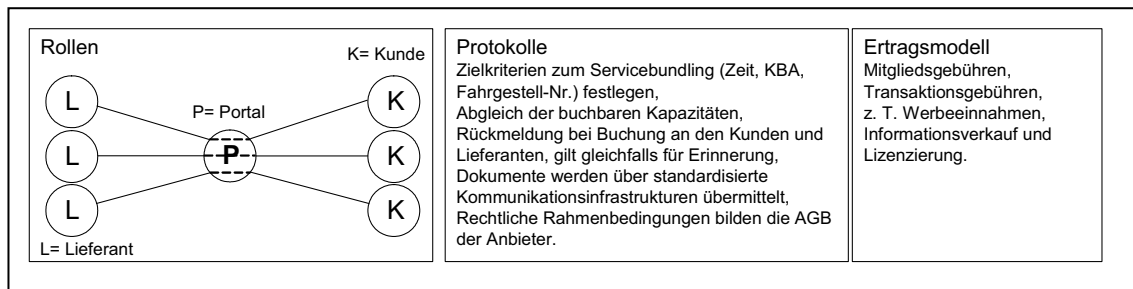 Rollen
K= Kunde
L
K
P= Portal
L
P
K
L
K
L= Lieferant
Protokolle
Zielkriterien zum Servicebundling (Zeit, KBA,
Fahrgestell-Nr.) festlegen,
Abgleich der buchbaren Kapazitäten,
Rückmeldung bei Buchung an den Kunden und
Lieferanten, gilt gleichfalls für Erinnerung,
Dokumente werden über standardisierte
Kommunikationsinfrastrukturen übermittelt,
Rechtliche Rahmenbedingungen bilden die AGB
der Anbieter.
Ertragsmodell
Mitgliedsgebühren,
Transaktionsgebühren,
z. T. Werbeeinnahmen,
Informationsverkauf und
Lizenzierung.